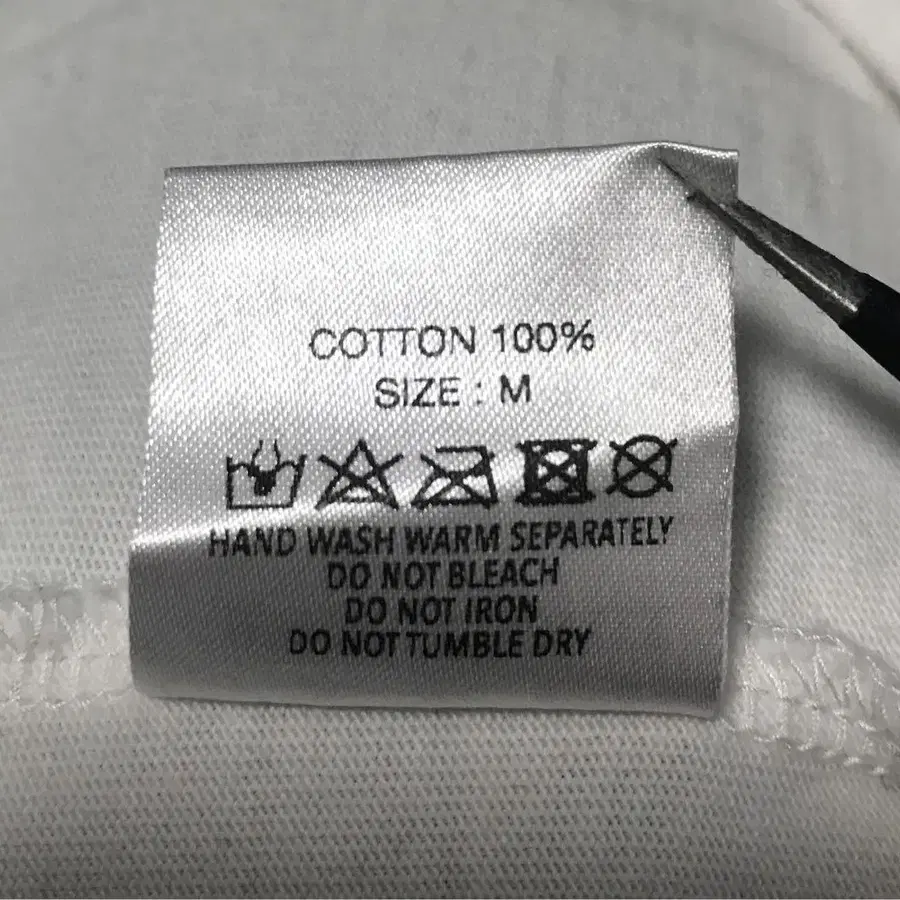 COTTON 100%
SIZE : M
HAND WASH WARM SEPARATELY
DO NOT BLEACH
DO NOT IRON
DO NOT TUMBLE DRY